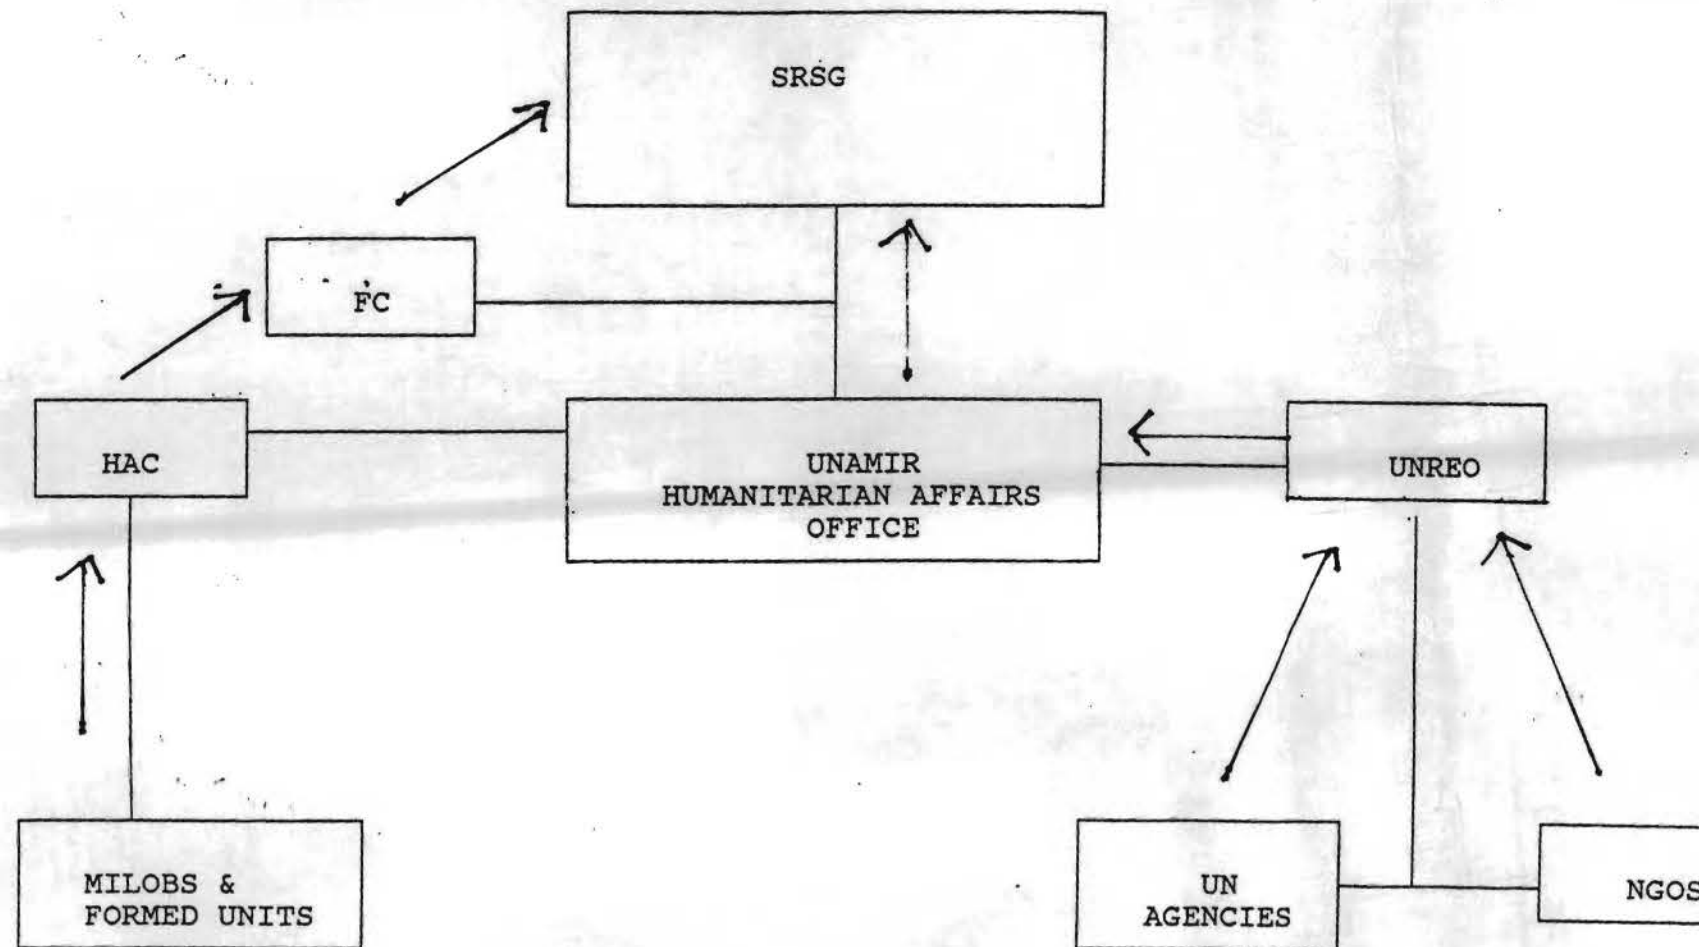 SRSG
FC
HAC
UNAMIR
HUMANITARIAN AFFAIRS
OFFICE
UNREO
MILOBS &
FORMED UNITS
UN
AGENCIES
NGOS